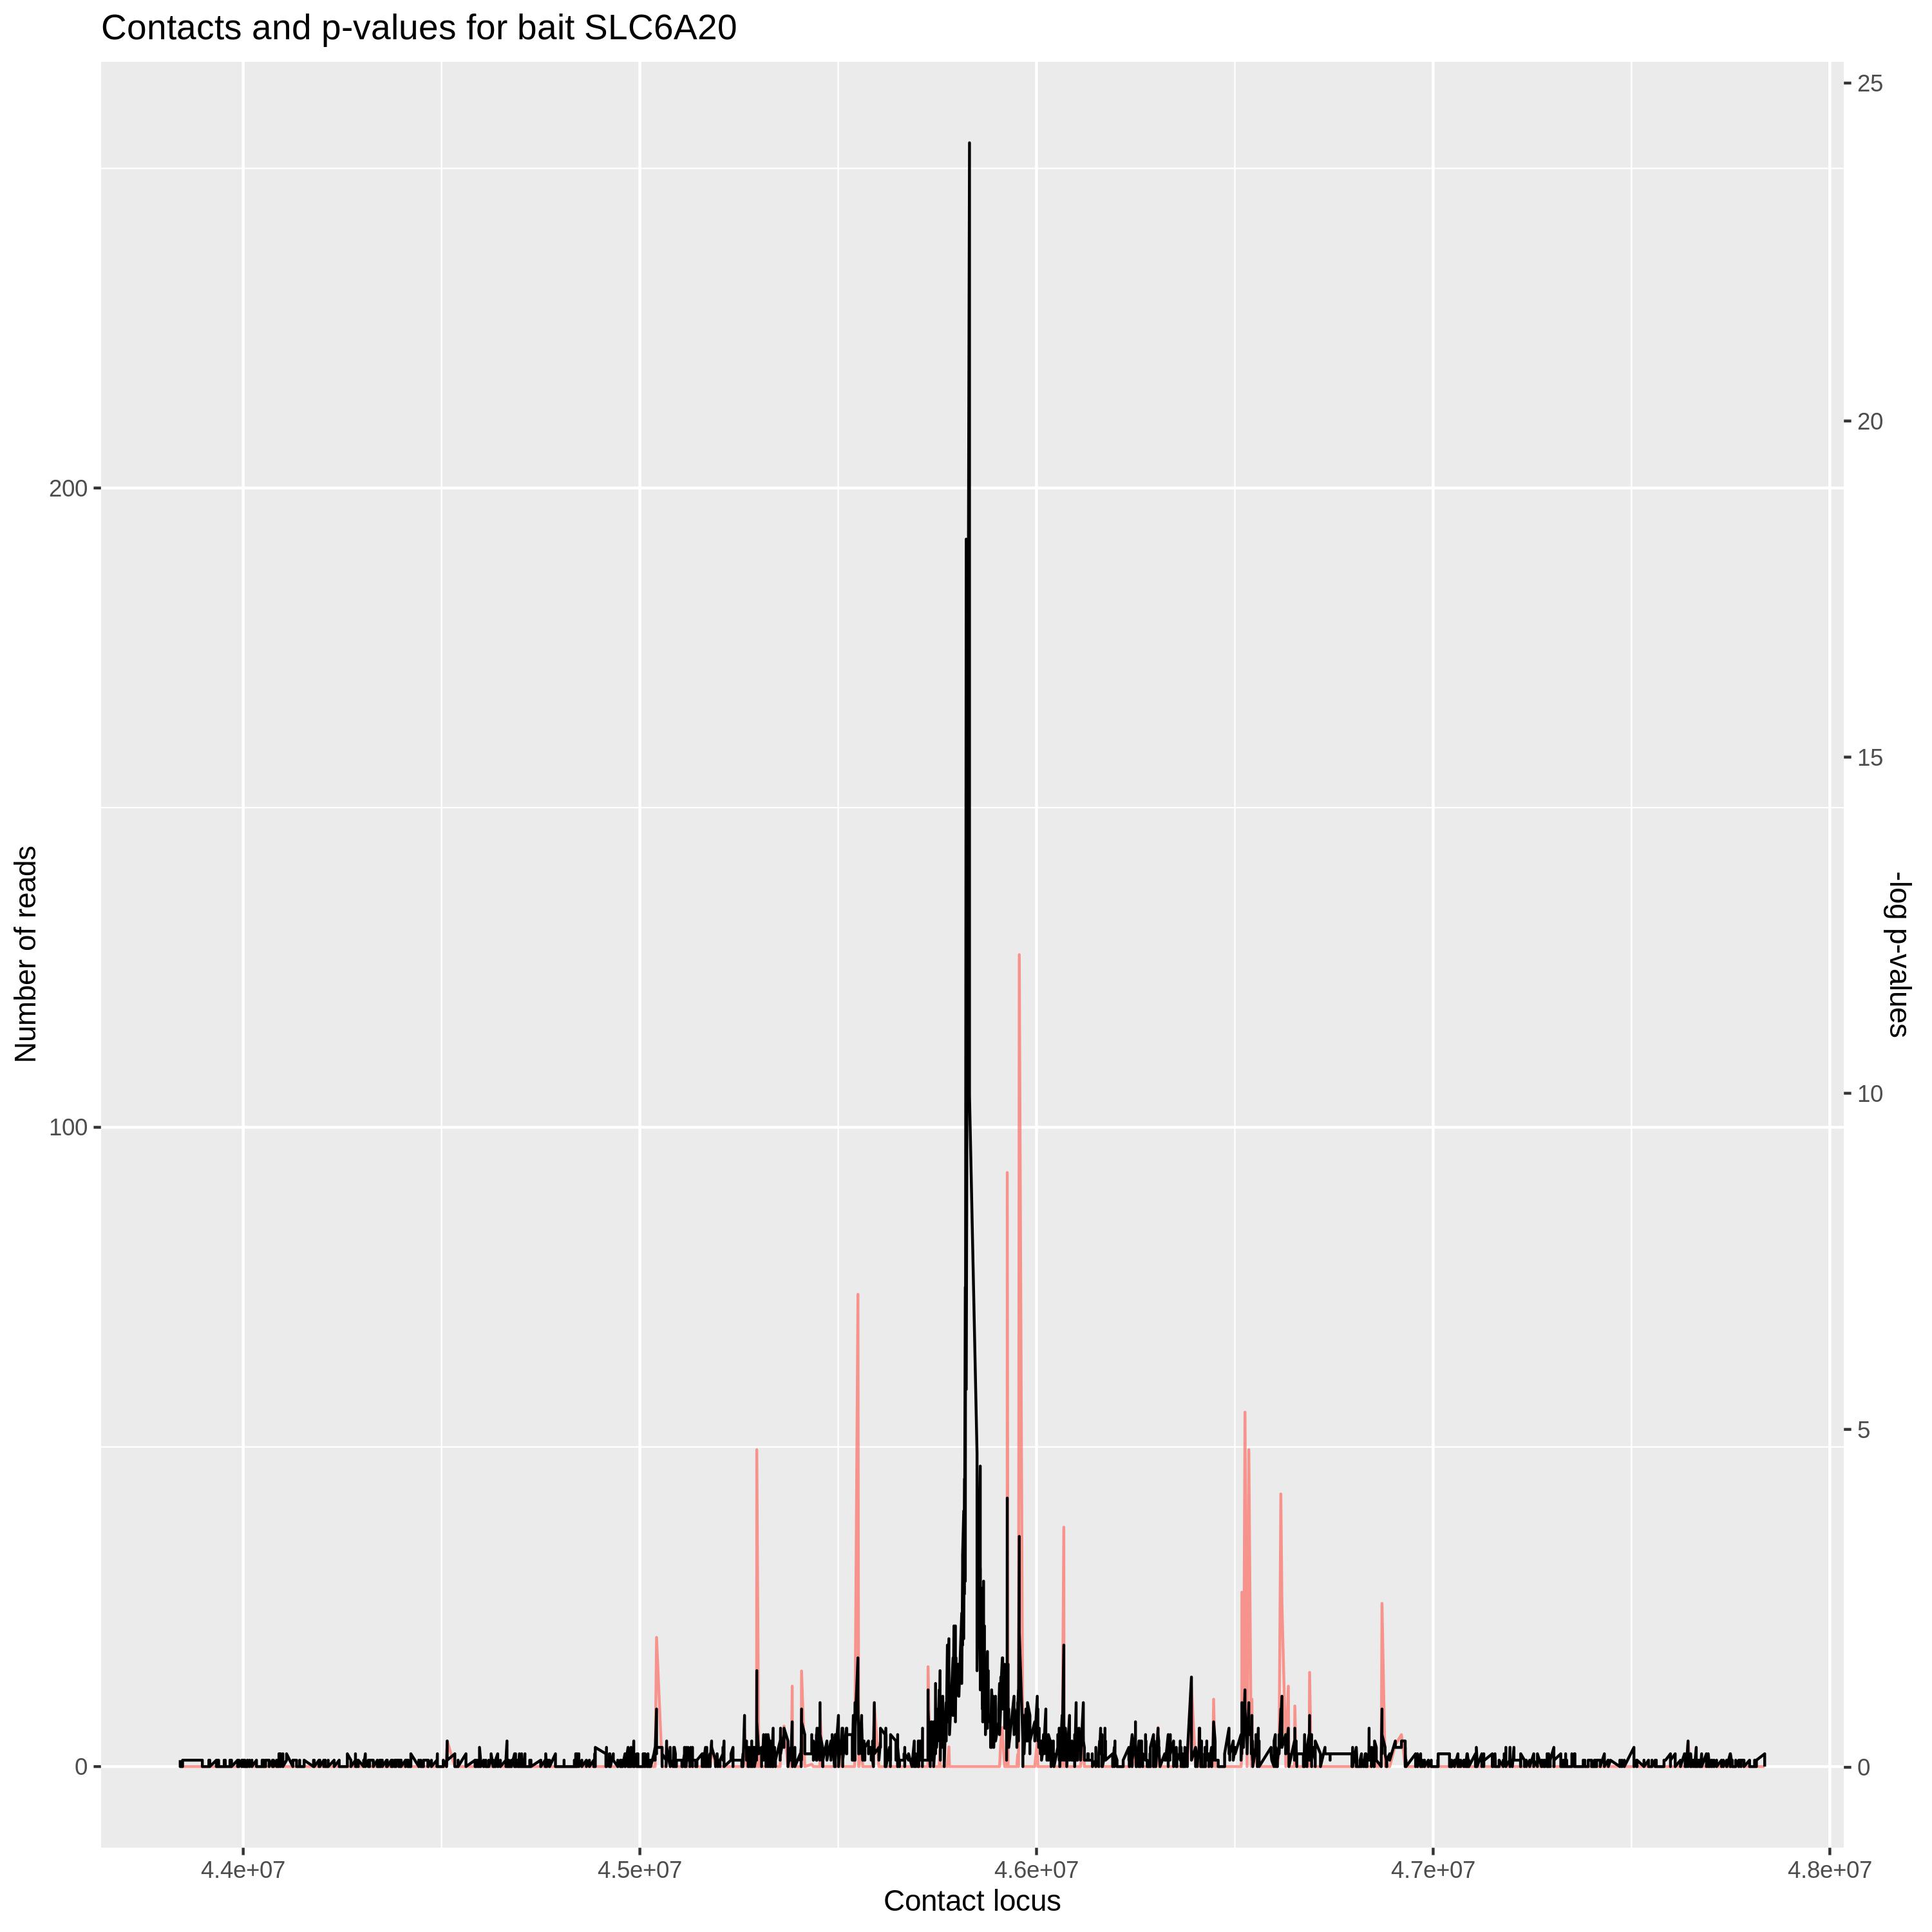 Contacts and p-values for bait SLC6A20
Number of reads
200
100
0
25
20
15
10
5
0
-log p-values
4.4e+07 4.5e+07 4.6e+07 4.7e+07 4.8e+07
Contact locus